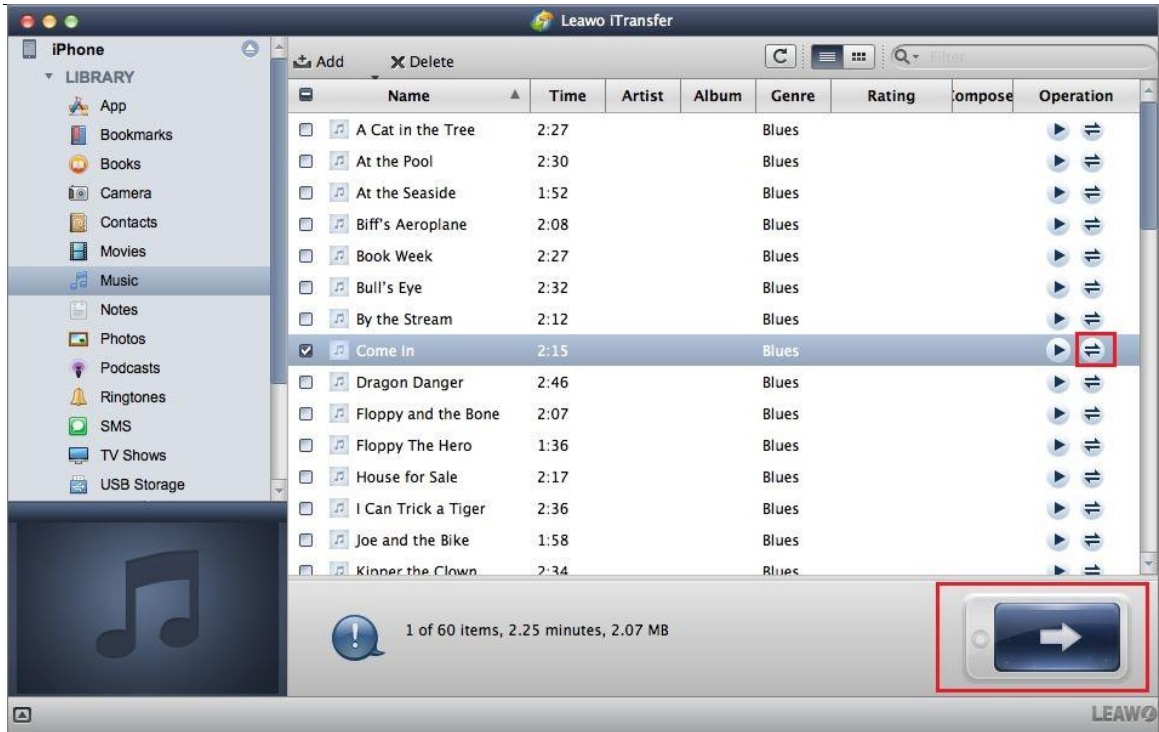 Leawo iTransfer
iPhone
LIBRARY
App
Bookmarks
Books
Camera
Contacts
Movies
Music
Notes
Photos
Podcasts
Ringtones
SMS
TV Shows
USB Storage
Add Delete Filter
Name Time Artist Album Genre Rating Compose Operation
A Cat in the Tree 2:27 Blues
At the Pool 2:30 Blues
At the Seaside 1:52 Blues
Biff's Aeroplane 2:08 Blues
Book Week 2:27 Blues
Bull's Eye 2:32 Blues
By the Stream 2:12 Blues
Come In 2:15 Blues
Dragon Danger 2:46 Blues
Floppy and the Bone 2:07 Blues
Floppy The Hero 1:36 Blues
House for Sale 2:17 Blues
I Can Trick a Tiger 2:36 Blues
Joe and the Bike 1:58 Blues
Kipper the Clown 2:34 Blues
1 of 60 items, 2.25 minutes, 2.07 MB
LEAWO